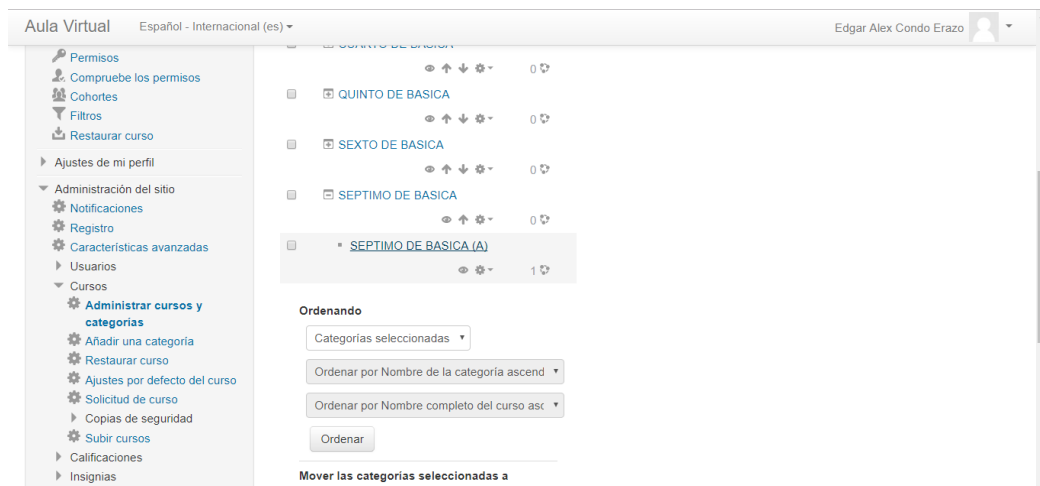 Aula Virtual Español - Internacional (es) Edgar Alex Condo Erazo
Permisos
Compruebe los permisos
Cohortes
Filtros
Restaurar curso
Ajustes de mi perfil
Administración del sitio
Notificaciones
Registro
Características avanzadas
Usuarios
Cursos
Administrar cursos y
categorías
Añadir una categoría
Restaurar curso
Ajustes por defecto del curso
Solicitud de curso
Copias de seguridad
Subir cursos
Calificaciones
Insignias
CUARTO DE BASICA
0
QUINTO DE BASICA
0
SEXTO DE BASICA
0
SEPTIMO DE BASICA
0
SEPTIMO DE BASICA (A)
1
Ordenando
Categorías seleccionadas
Ordenar por Nombre de la categoría ascend
Ordenar por Nombre completo del curso asc
Ordenar
Mover las categorías seleccionadas a